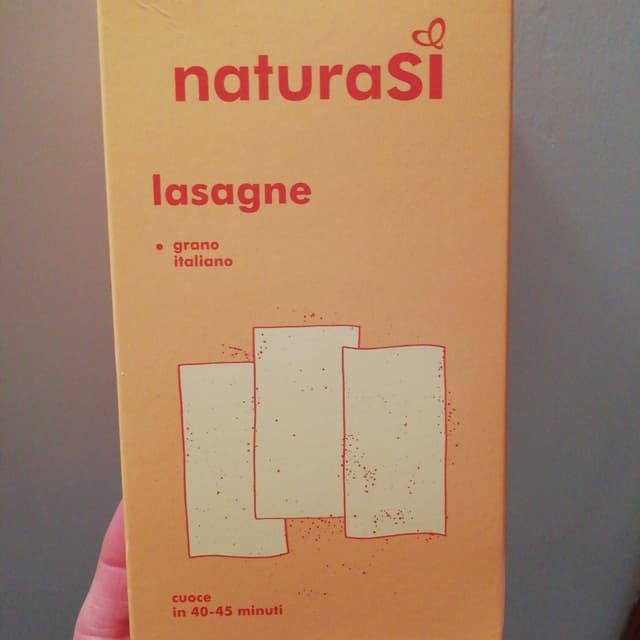 naturaSì
lasagne
• grano
italiano
cuoce
in 40-45 minuti